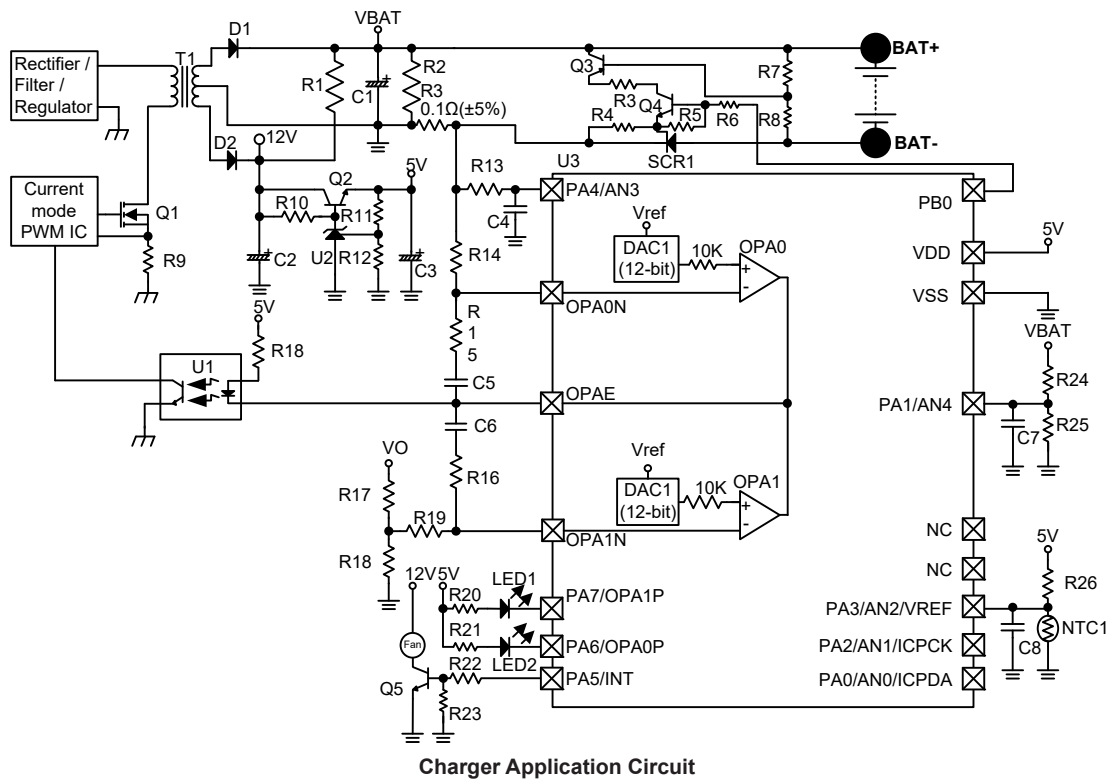 VBAT
D1
T1
Rectifier /
Filter /
Regulator
R1
C1
+
R2
R3
0.1Ω(±5%)
Q3
R3
Q4
R4
R5
R6
R7
R8
SCR1
BAT+
BAT-
D2
12V
Q2
5V
R10
R11
U2
R12
C2
+
C3
+
Current
mode
PWM IC
Q1
R9
5V
R18
U1
R13
C4
R14
R
1
5
C5
C6
R16
VO
R17
R19
R18
U3
PA4/AN3
Vref
DAC1
(12-bit)
10K
OPA0
+
-
OPA0N
OPAE
Vref
DAC1
(12-bit)
10K
OPA1
+
-
OPA1N
12V
5V
LED1
R20
PA7/OPA1P
R21
LED2
PA6/OPA0P
Fan
R22
PA5/INT
Q5
R23
PB0
VDD
5V
VSS
VBAT
R24
PA1/AN4
C7
R25
NC
NC
5V
R26
PA3/AN2/VREF
C8
NTC1
PA2/AN1/ICPCK
PA0/AN0/ICPDA
Charger Application Circuit